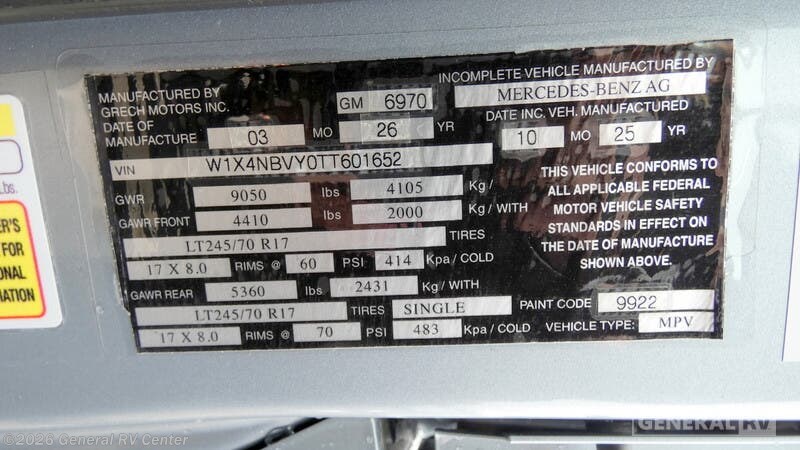 MANUFACTURED BY
GRECH MOTORS INC.
GM 6970
INCOMPLETE VEHICLE MANUFACTURED BY
MERCEDES-BENZ AG
DATE OF
MANUFACTURE 03 MO 26 YR
DATE INC. VEH. MANUFACTURED
10 MO 25 YR
VIN W1X4NBVY0TT601652
GWR 9050 lbs 4105 Kg /
GAWR FRONT 4410 lbs 2000 Kg / WITH
LT245/70 R17 TIRES
17 X 8.0 RIMS @ 60 PSI 414 Kpa / COLD
GAWR REAR 5360 lbs 2431 Kg / WITH
LT245/70 R17 TIRES SINGLE
17 X 8.0 RIMS @ 70 PSI 483 Kpa / COLD
THIS VEHICLE CONFORMS TO
ALL APPLICABLE FEDERAL
MOTOR VEHICLE SAFETY
STANDARDS IN EFFECT ON
THE DATE OF MANUFACTURE
SHOWN ABOVE.
PAINT CODE 9922
VEHICLE TYPE: MPV
Lbs.
ER'S
FOR
ONAL
MATION
GENERAL RV
© 2026 General RV Center